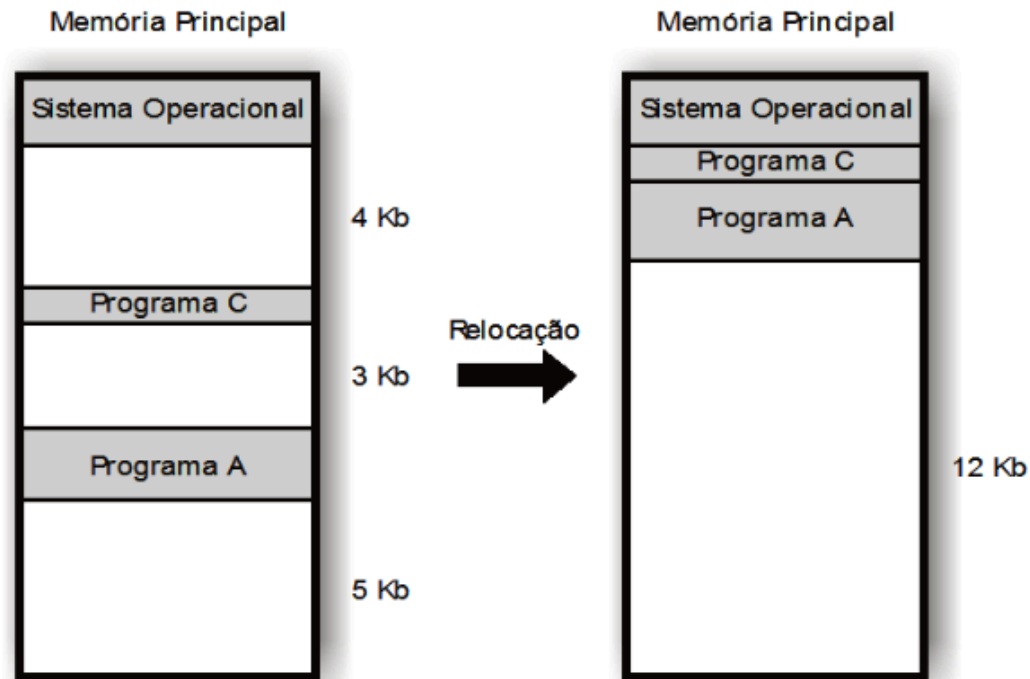 Memória Principal
Sistema Operacional
4 Kb
Programa C
3 Kb
Programa A
5 Kb
Relocação
Memória Principal
Sistema Operacional
Programa C
Programa A
12 Kb